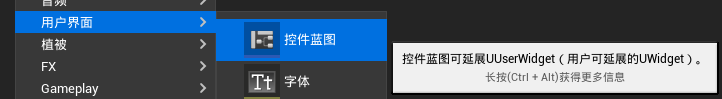 音频
用户界面
植被
FX
Gameplay
控件蓝图
字体
控件蓝图可延展UUserWidget（用户可延展的UWidget）。
长按(Ctrl + Alt)获得更多信息